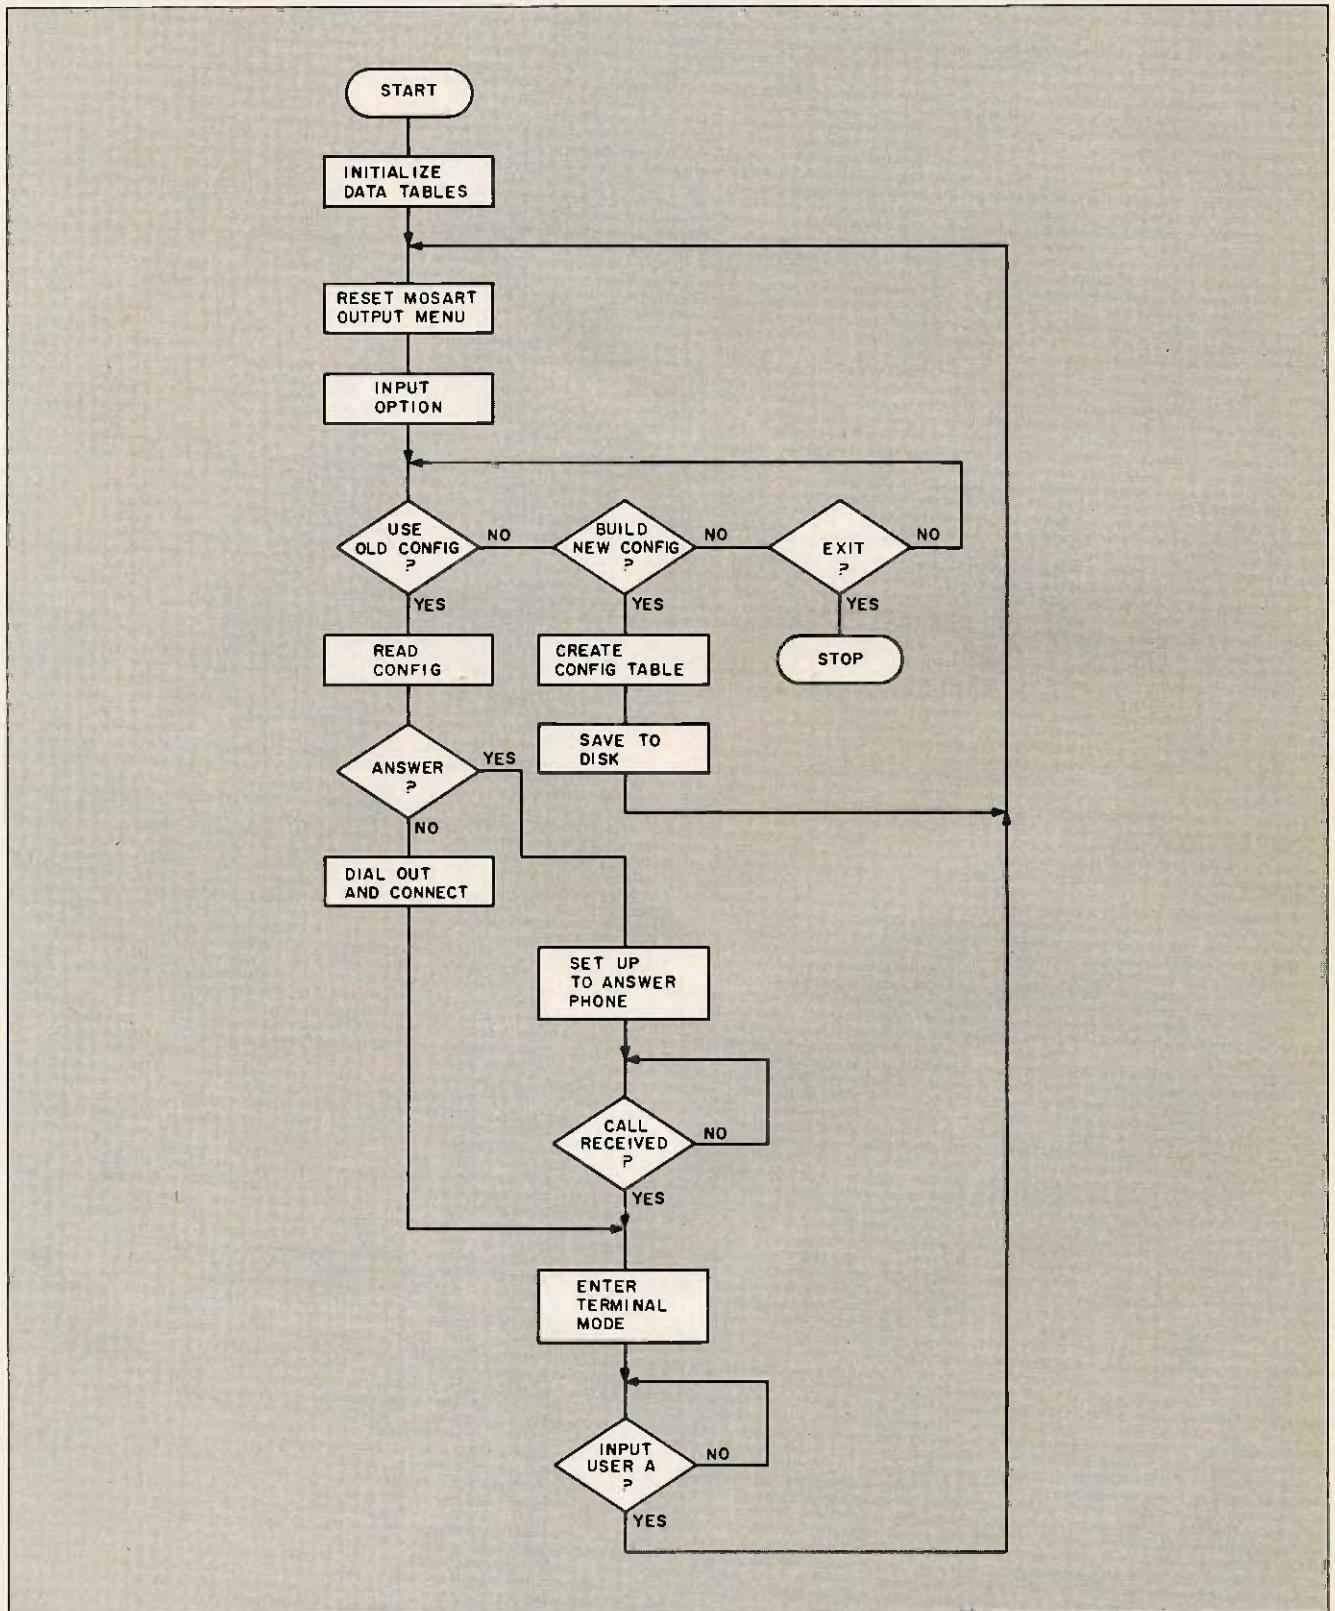 START
INITIALIZE
DATA TABLES
RESET MOSART
OUTPUT MENU
INPUT
OPTION
USE
OLD CONFIG
?
NO
BUILD
NEW CONFIG
?
NO
EXIT
?
NO
YES
YES
YES
READ
CONFIG
CREATE
CONFIG TABLE
STOP
ANSWER
?
YES
SAVE TO
DISK
NO
DIAL OUT
AND CONNECT
SET UP
TO ANSWER
PHONE
CALL
RECEIVED
?
NO
YES
ENTER
TERMINAL
MODE
INPUT
USER A
?
NO
YES